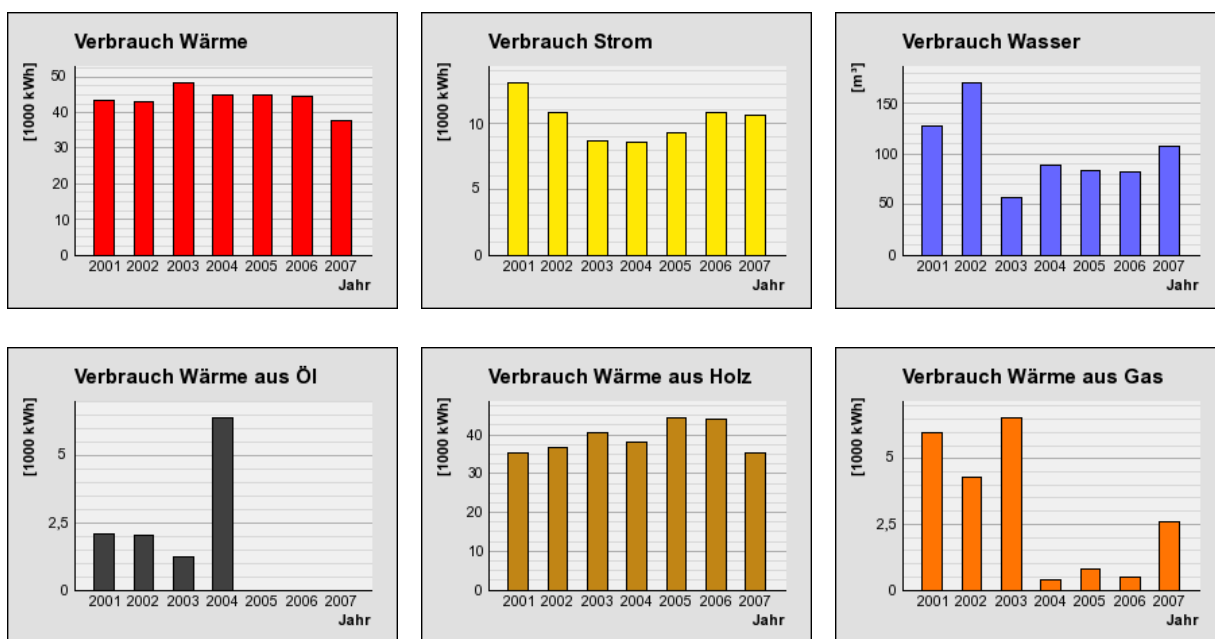 Verbrauch Wärme
[1000 kWh]
50
40
30
20
10
0
2001 2002 2003 2004 2005 2006 2007
Jahr
Verbrauch Strom
[1000 kWh]
10
5
0
2001 2002 2003 2004 2005 2006 2007
Jahr
Verbrauch Wasser
[m³]
150
100
50
0
2001 2002 2003 2004 2005 2006 2007
Jahr
Verbrauch Wärme aus Öl
[1000 kWh]
5
2,5
0
2001 2002 2003 2004 2005 2006 2007
Jahr
Verbrauch Wärme aus Holz
[1000 kWh]
40
30
20
10
0
2001 2002 2003 2004 2005 2006 2007
Jahr
Verbrauch Wärme aus Gas
[1000 kWh]
5
2,5
0
2001 2002 2003 2004 2005 2006 2007
Jahr